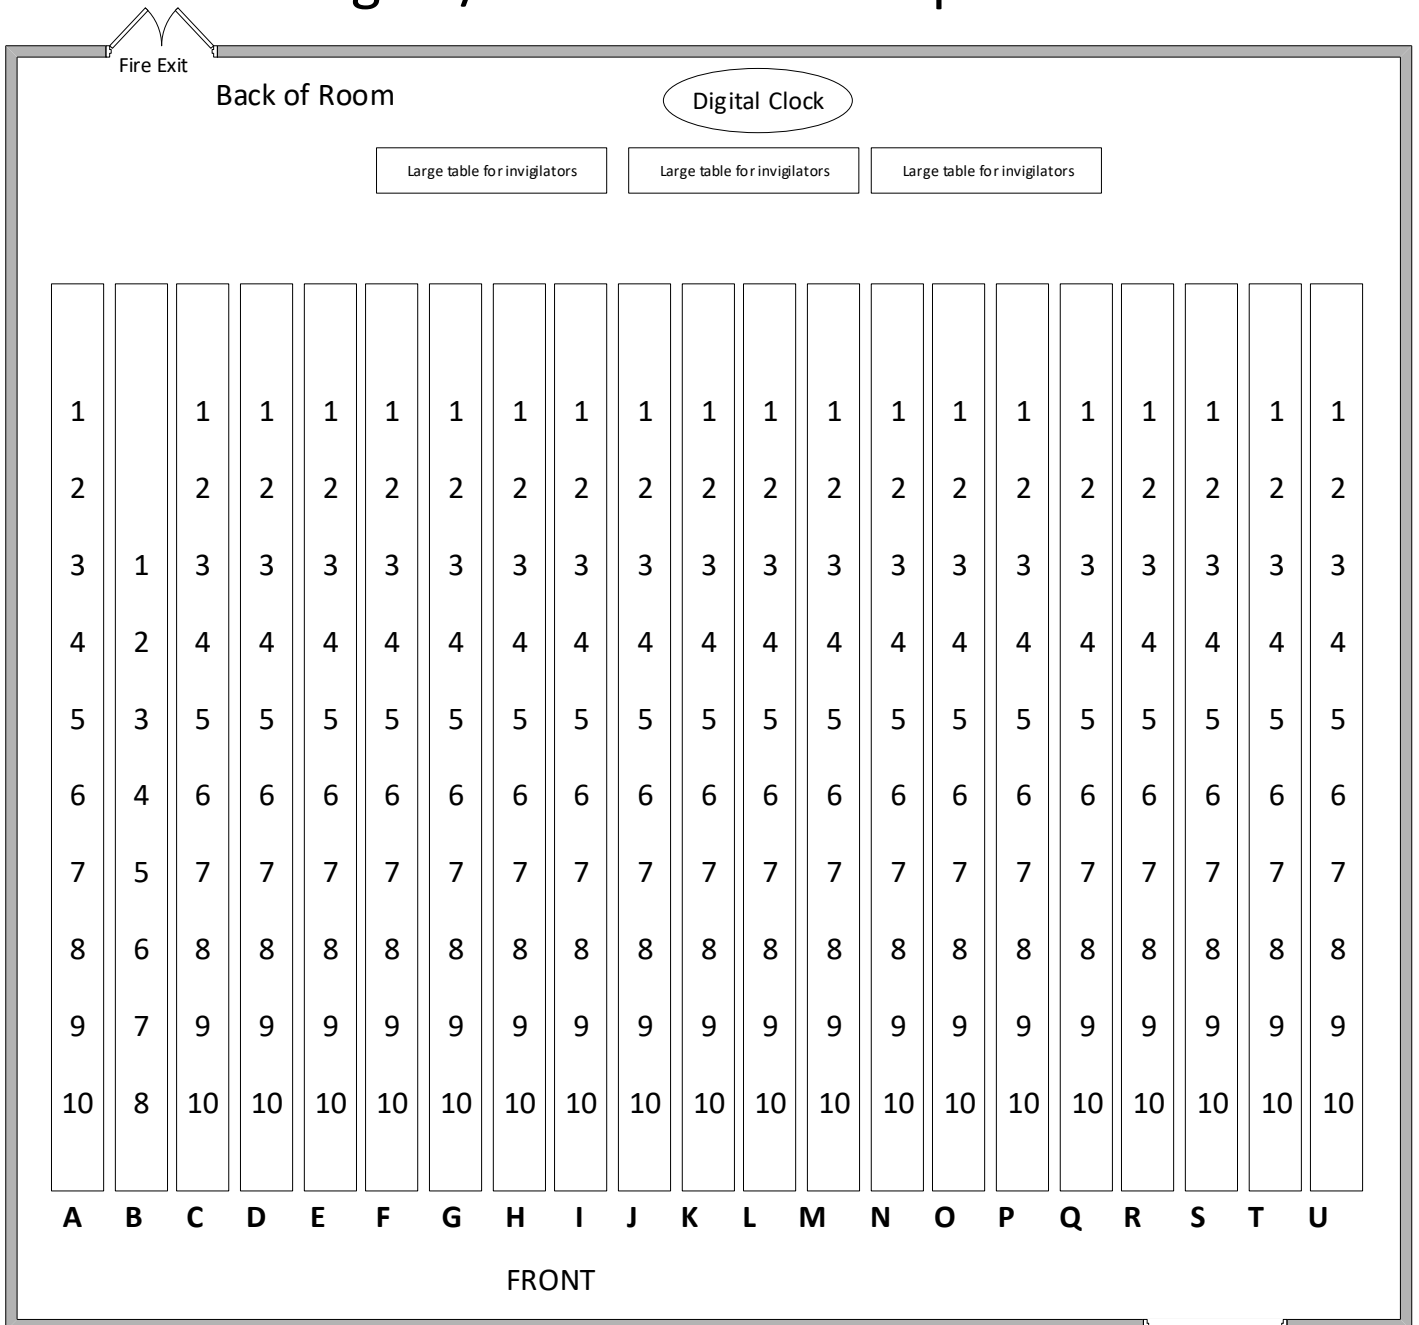 Fire Exit
Back of Room
Digital Clock
Large table for invigilators Large table for invigilators Large table for invigilators
1 1 1 1 1 1 1 1 1 1 1 1 1 1 1 1 1 1 1 1
2 2 2 2 2 2 2 2 2 2 2 2 2 2 2 2 2 2 2 2
3 1 3 3 3 3 3 3 3 3 3 3 3 3 3 3 3 3 3 3 3
4 2 4 4 4 4 4 4 4 4 4 4 4 4 4 4 4 4 4 4 4
5 3 5 5 5 5 5 5 5 5 5 5 5 5 5 5 5 5 5 5 5
6 4 6 6 6 6 6 6 6 6 6 6 6 6 6 6 6 6 6 6 6
7 5 7 7 7 7 7 7 7 7 7 7 7 7 7 7 7 7 7 7 7
8 6 8 8 8 8 8 8 8 8 8 8 8 8 8 8 8 8 8 8 8
9 7 9 9 9 9 9 9 9 9 9 9 9 9 9 9 9 9 9 9 9
10 8 10 10 10 10 10 10 10 10 10 10 10 10 10 10 10 10 10 10 10
A B C D E F G H I J K L M N O P Q R S T U
FRONT